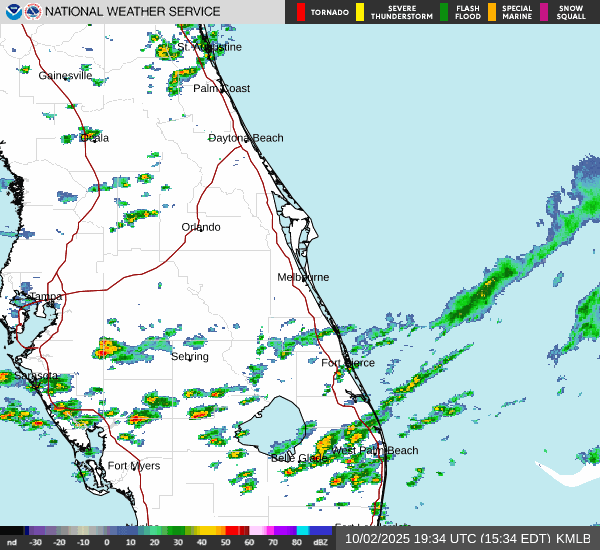 NATIONAL WEATHER SERVICE
TORNADO
SEVERE
THUNDERSTORM
FLASH
FLOOD
SPECIAL
MARINE
SNOW
SQUALL
St. Augustine
Gainesville
Palm Coast
Ocala
Daytona Beach
Orlando
Melbourne
Tampa
Sebring
Fort Pierce
Sarasota
West Palm Beach
Belle Glade
Fort Myers
nd -30 -20 -10 0 10 20 30 40 50 60 70 80 dBZ
10/02/2025 19:34 UTC (15:34 EDT) KMLB